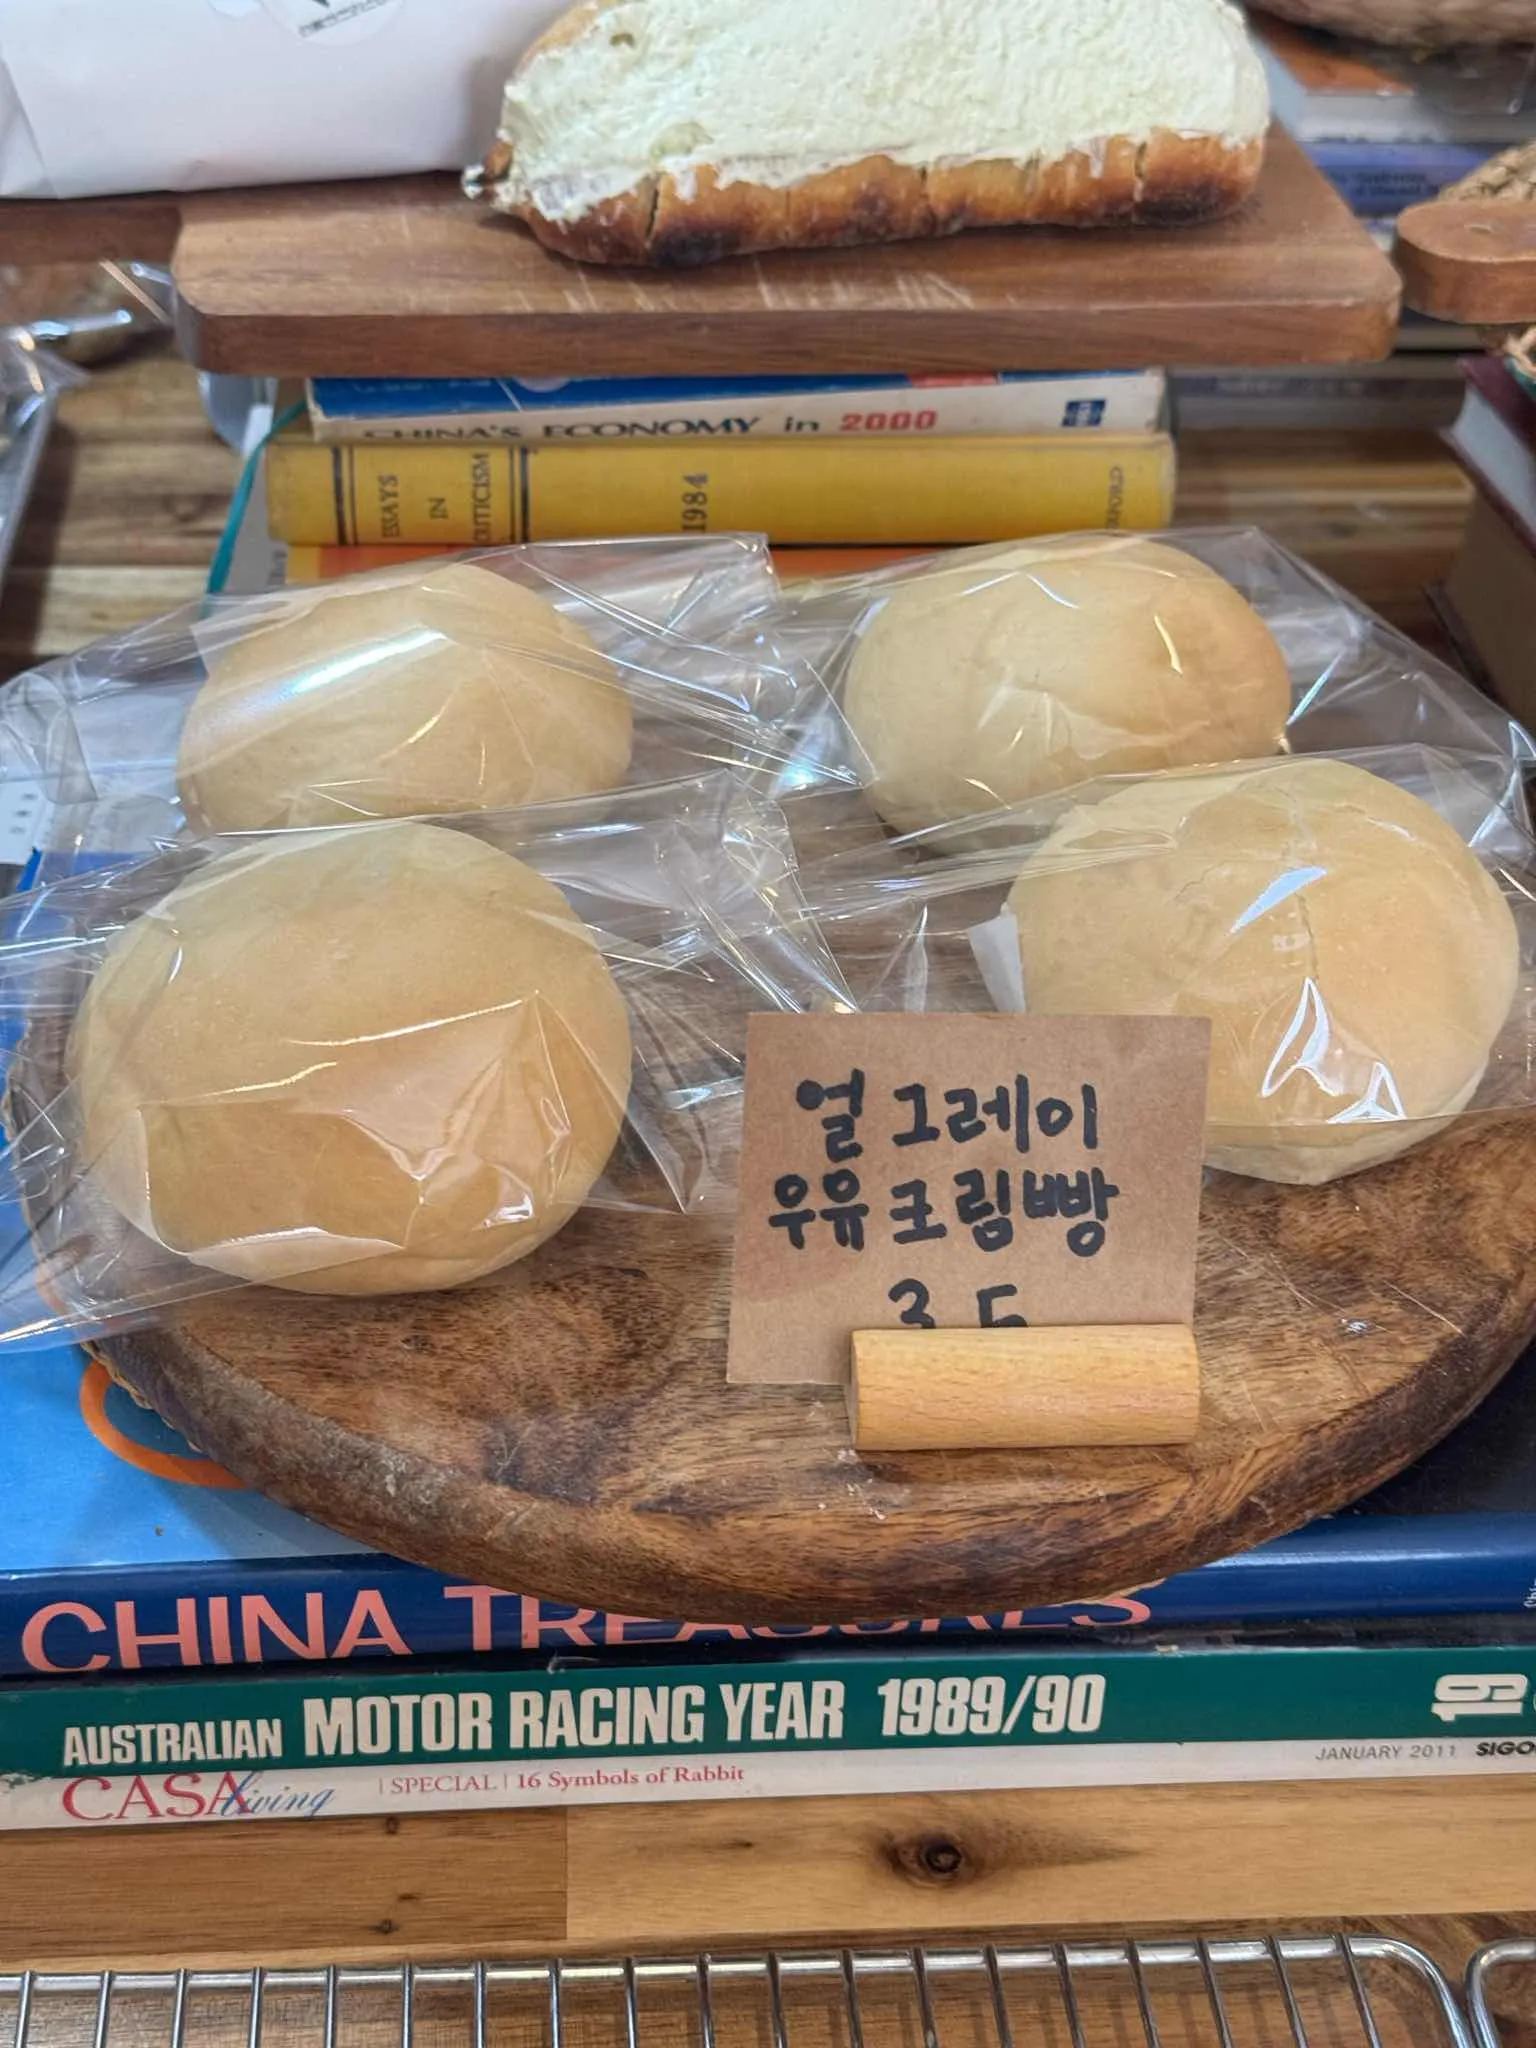 CHINA'S ECONOMY in 2000
ESSAYS
IN
CRITICISM
1984
얼그레이
우유크림빵
3.5
CHINA TREASURES
AUSTRALIAN MOTOR RACING YEAR 1989/90
19
CASA living | SPECIAL | 16 Symbols of Rabbit
JANUARY 2011